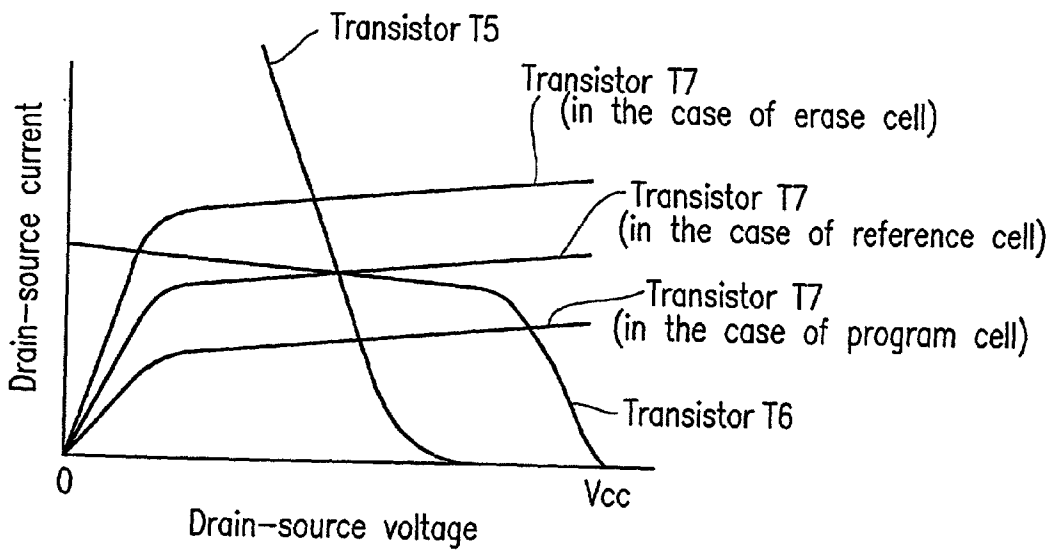 Transistor T5
Transistor T7
(in the case of erase cell)
Transistor T7
(in the case of reference cell)
Transistor T7
(in the case of program cell)
Transistor T6
Drain-source current
0
Vcc
Drain-source voltage